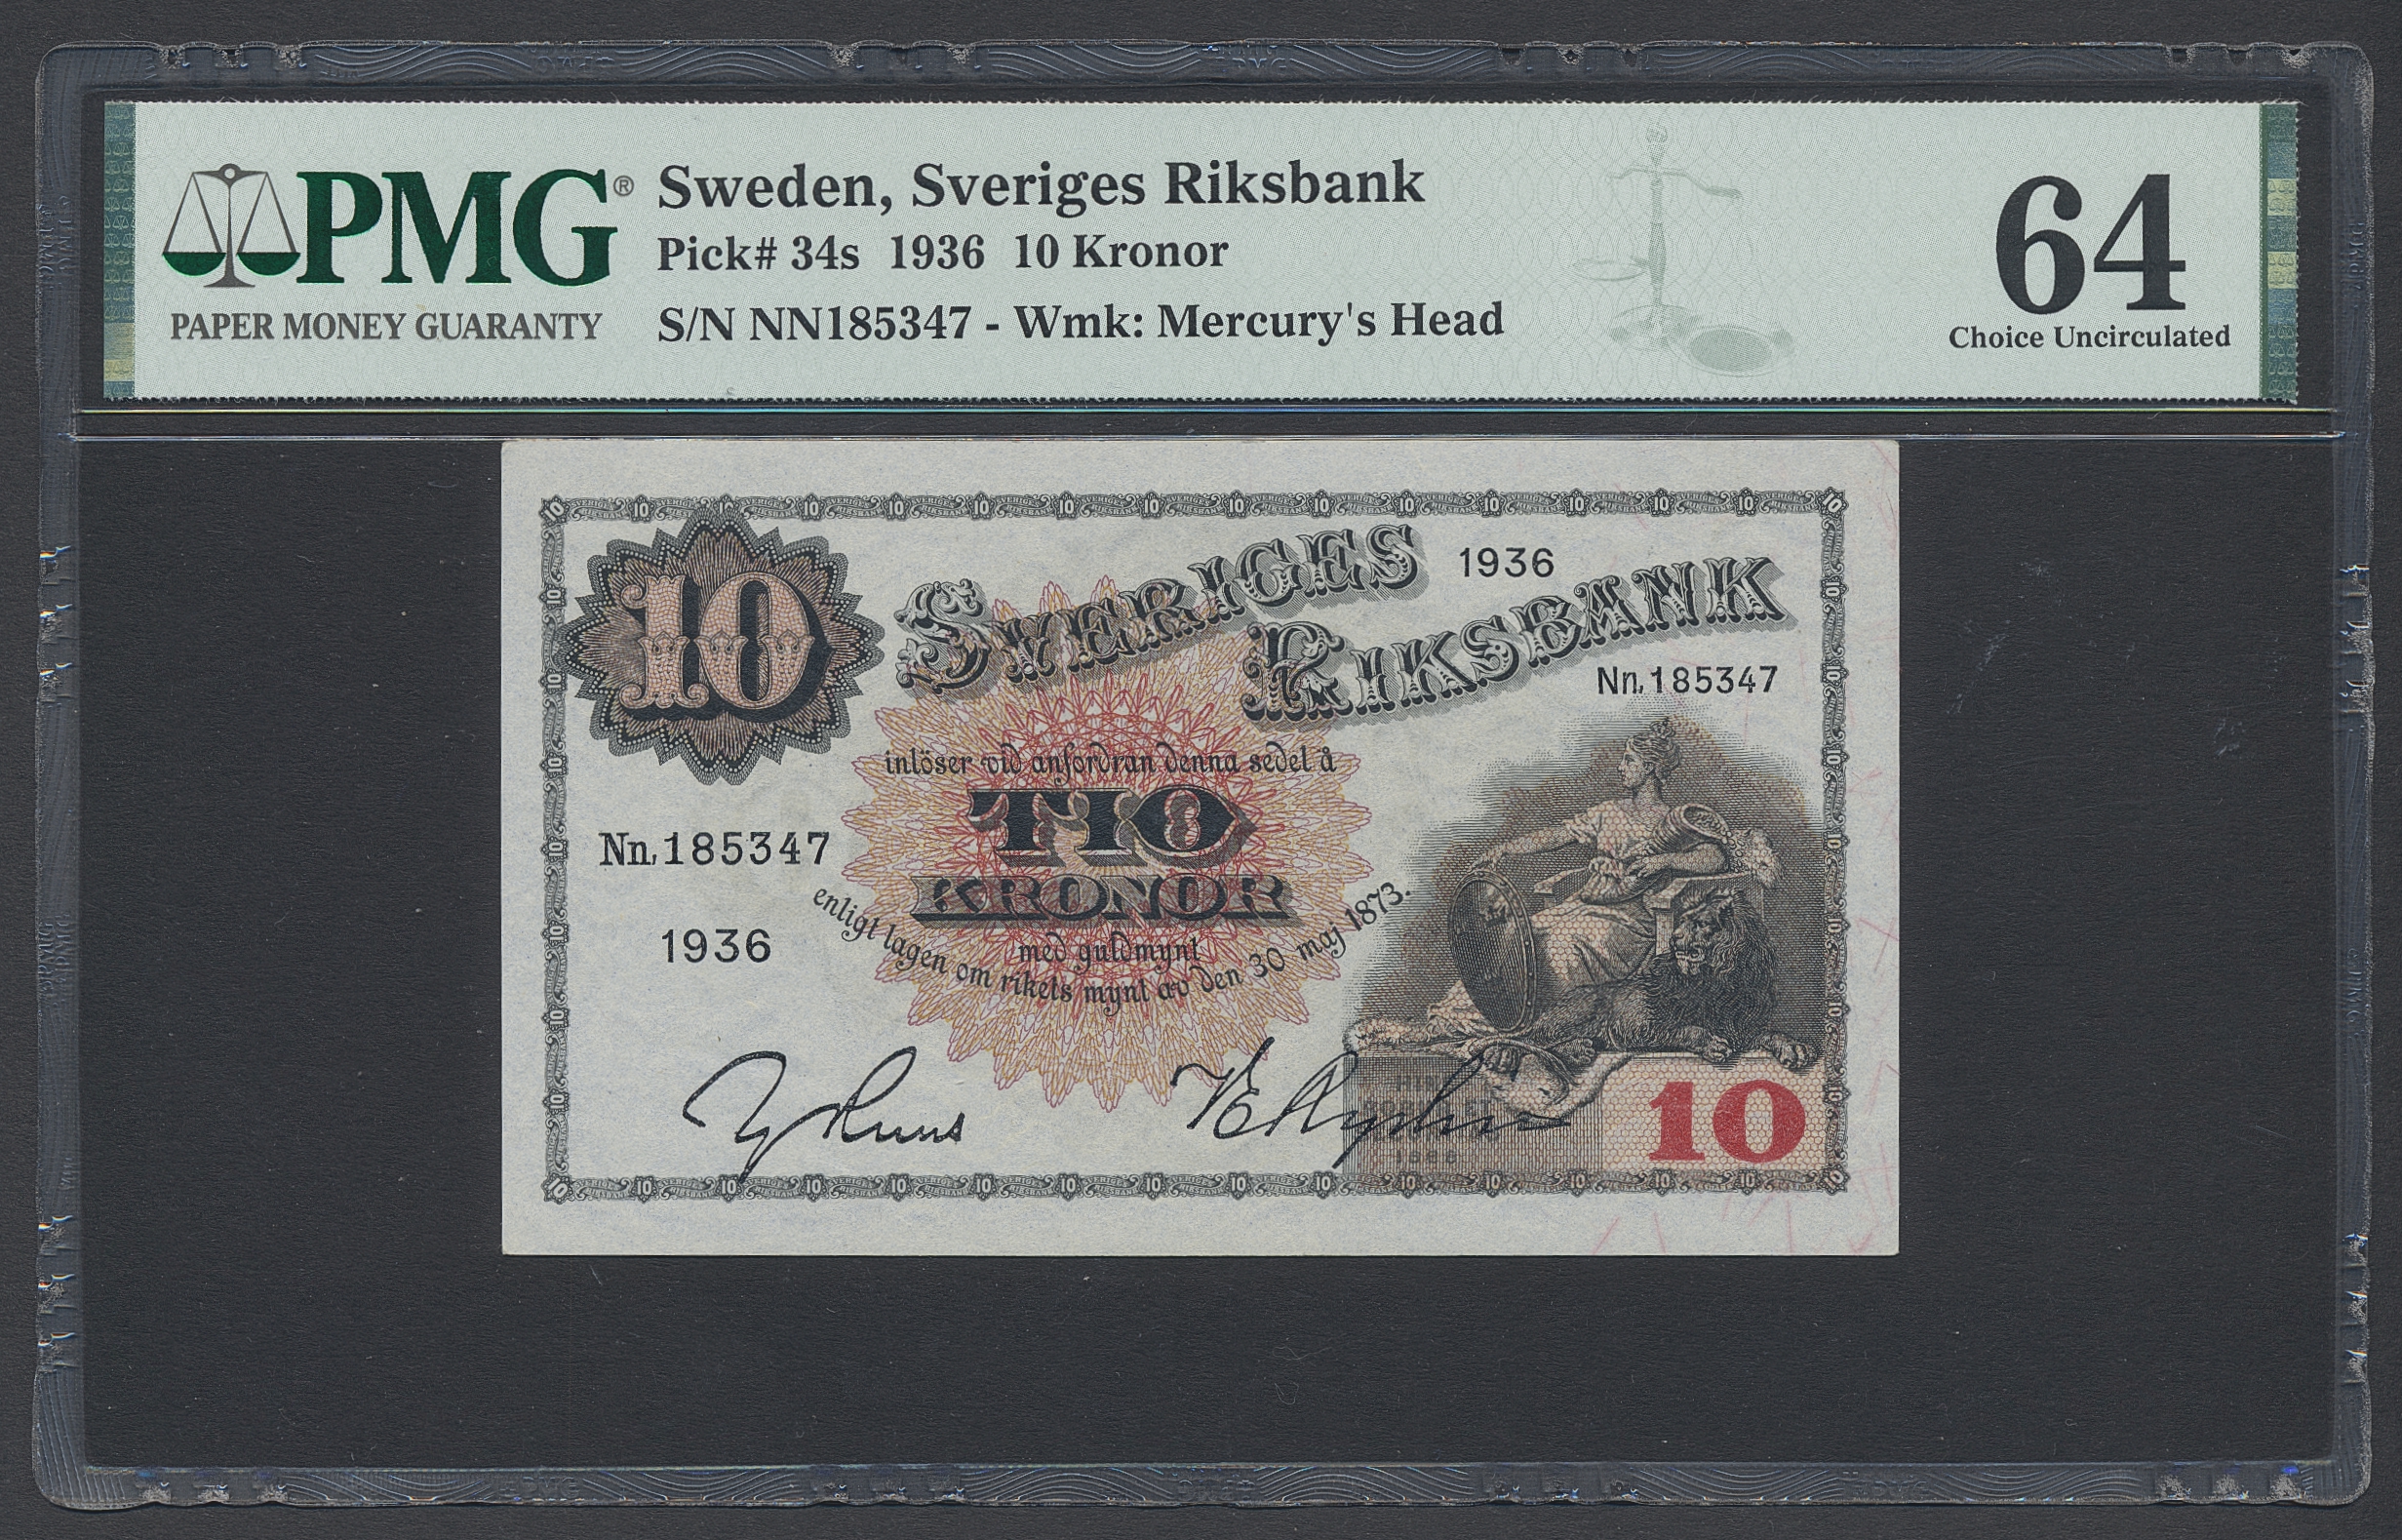 PMG®
PAPER MONEY GUARANTY
Sweden, Sveriges Riksbank
Pick# 34s 1936 10 Kronor
S/N NN185347 - Wmk: Mercury's Head
64
Choice Uncirculated
10
SVERIGES
1936
RIKSBANK
Nn,185347
inlöser vid anfordran denna sedel å
TIO
KRONOR
Nn,185347
1936
med guldmynt
enligt lagen om rikets mynt av den 30 maj 1873.
10